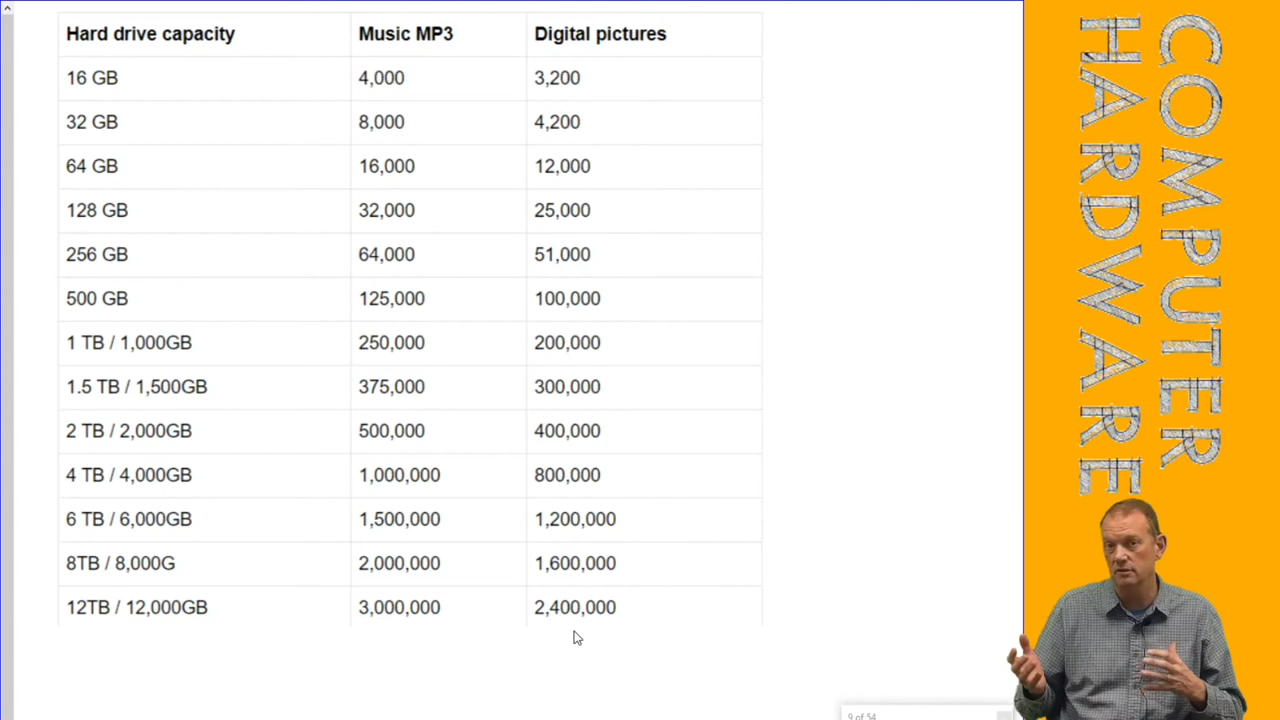 Hard drive capacity Music MP3 Digital pictures
16 GB 4,000 3,200
32 GB 8,000 4,200
64 GB 16,000 12,000
128 GB 32,000 25,000
256 GB 64,000 51,000
500 GB 125,000 100,000
1 TB / 1,000GB 250,000 200,000
1.5 TB / 1,500GB 375,000 300,000
2 TB / 2,000GB 500,000 400,000
4 TB / 4,000GB 1,000,000 800,000
6 TB / 6,000GB 1,500,000 1,200,000
8TB / 8,000G 2,000,000 1,600,000
12TB / 12,000GB 3,000,000 2,400,000
9 of 54
COMPUTER
HARDWARE